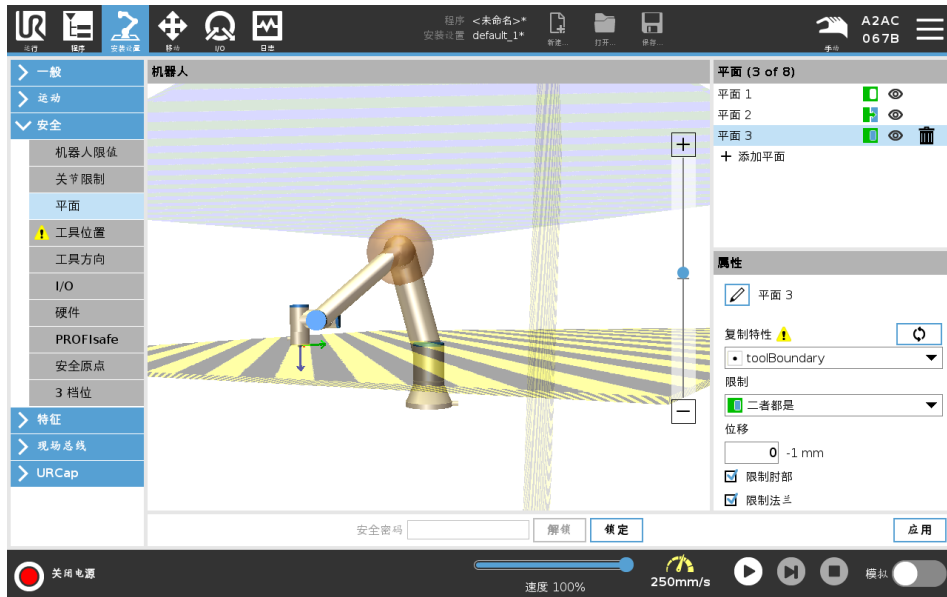 UR
程序 <未命名>*
安装设置 default_1*
A2AC
067B
运行 程序 安装设置 移动 I/O 日志 新建... 打开... 保存... 手动
一般
运动
安全
机器人限值
关节限制
平面
工具位置
工具方向
I/O
硬件
PROFIsafe
安全原点
3 档位
特征
现场总线
URCap
机器人
+
−
平面 (3 of 8)
平面 1
平面 2
平面 3
+ 添加平面
属性
平面 3
复制特性
toolBoundary
限制
二者都是
位移
0 -1 mm
限制肘部
限制法兰
安全密码 解锁 锁定 应用
关闭电源
速度 100%
250mm/s
模拟